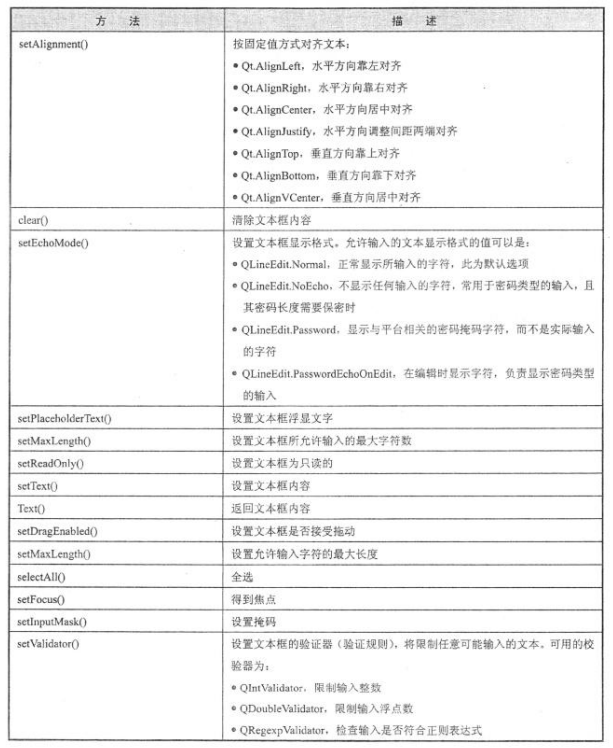 方 法 描 述
setAlignment() 按固定值方式对齐文本：
● Qt.AlignLeft，水平方向靠左对齐
● Qt.AlignRight，水平方向靠右对齐
● Qt.AlignCenter，水平方向居中对齐
● Qt.AlignJustify，水平方向调整间距两端对齐
● Qt.AlignTop，垂直方向靠上对齐
● Qt.AlignBottom，垂直方向靠下对齐
● Qt.AlignVCenter，垂直方向居中对齐
clear() 清除文本框内容
setEchoMode() 设置文本框显示格式。允许输入的文本显示格式的值可以是：
● QLineEdit.Normal，正常显示所输入的字符，此为默认选项
● QLineEdit.NoEcho，不显示任何输入的字符，常用于密码类型的输入，且
其密码长度需要保密时
● QLineEdit.Password，显示与平台相关的密码掩码字符，而不是实际输入
的字符
● QLineEdit.PasswordEchoOnEdit，在编辑时显示字符，负责显示密码类型
的输入
setPlaceholderText() 设置文本框浮显文字
setMaxLength() 设置文本框所允许输入的最大字符数
setReadOnly() 设置文本框为只读的
setText() 设置文本框内容
Text() 返回文本框内容
setDragEnabled() 设置文本框是否接受拖动
setMaxLength() 设置允许输入字符的最大长度
selectAll() 全选
setFocus() 得到焦点
setInputMask() 设置掩码
setValidator() 设置文本框的验证器（验证规则），将限制任意可能输入的文本。可用的校
验器为：
● QIntValidator，限制输入整数
● QDoubleValidator，限制输入浮点数
● QRegexpValidator，检查输入是否符合正则表达式